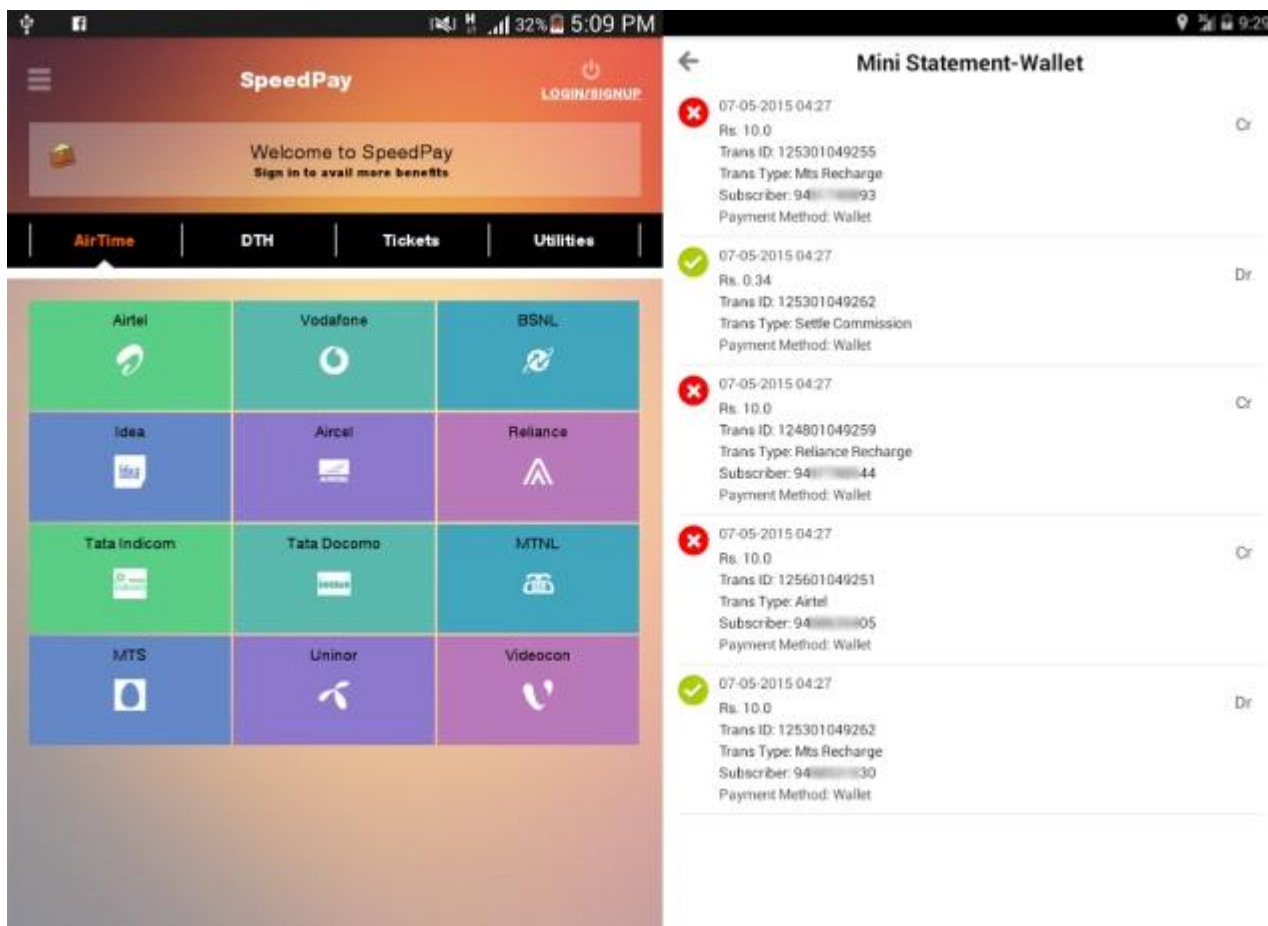 32% 5:09 PM
SpeedPay
LOGIN/SIGNUP
Welcome to SpeedPay
Sign in to avail more benefits
AirTime DTH Tickets Utilities
Airtel Vodafone BSNL
Idea Aircel Reliance
Idea
Tata Indicom Tata Docomo MTNL
MTS Uninor Videocon
9:29
Mini Statement-Wallet
07-05-2015 04:27
Cr
Rs. 10.0
Trans ID: 125301049255
Trans Type: Mts Recharge
Subscriber: 94 93
Payment Method: Wallet
07-05-2015 04:27
Dr
Rs. 0.34
Trans ID: 125301049262
Trans Type: Settle Commission
Payment Method: Wallet
07-05-2015 04:27
Cr
Rs. 10.0
Trans ID: 124801049259
Trans Type: Reliance Recharge
Subscriber: 94 44
Payment Method: Wallet
07-05-2015 04:27
Cr
Rs. 10.0
Trans ID: 125601049251
Trans Type: Airtel
Subscriber: 94 05
Payment Method: Wallet
07-05-2015 04:27
Dr
Rs. 10.0
Trans ID: 125301049262
Trans Type: Mts Recharge
Subscriber: 94 30
Payment Method: Wallet